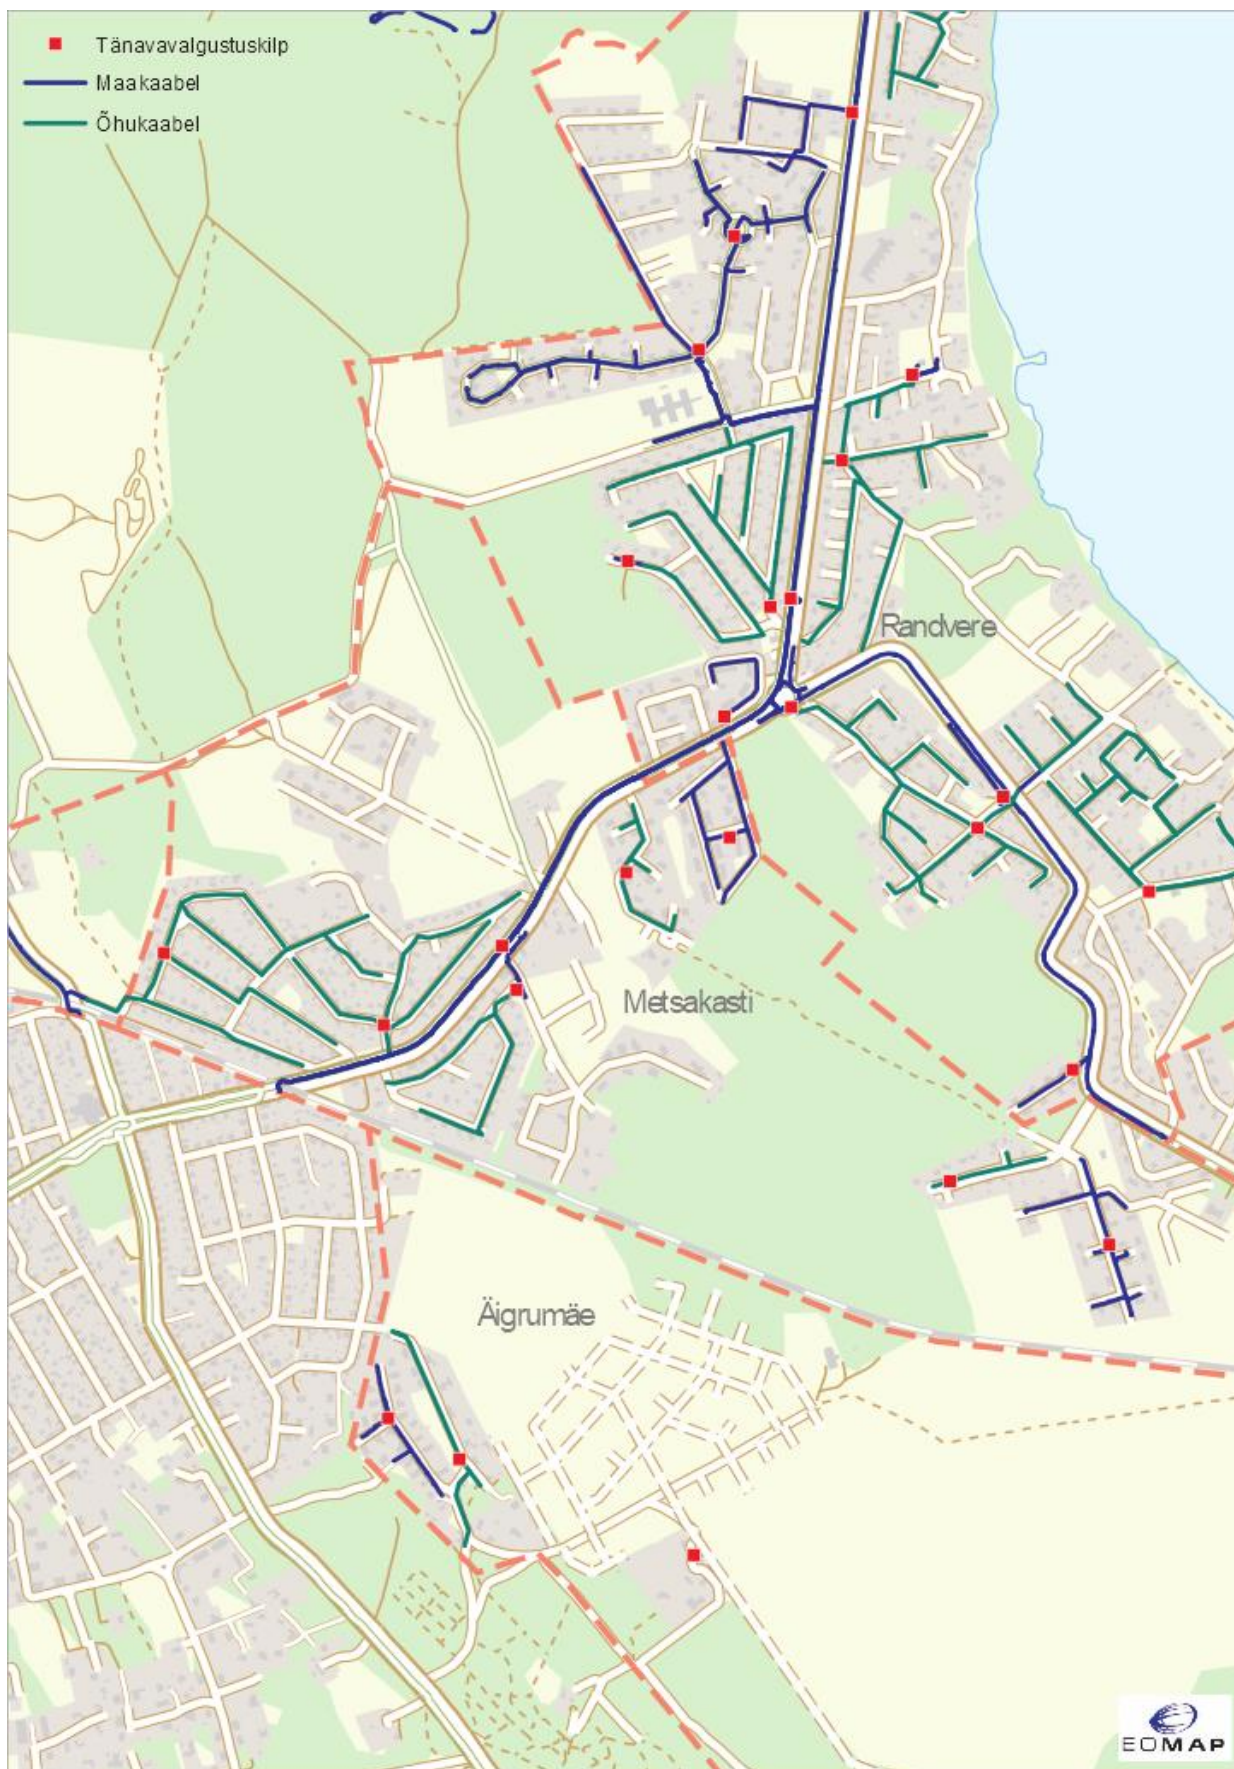 Tänavavalgustuskilp
Maakaabel
Õhukaabel
Randvere
Metsakasti
Äigrumäe
EOMAP